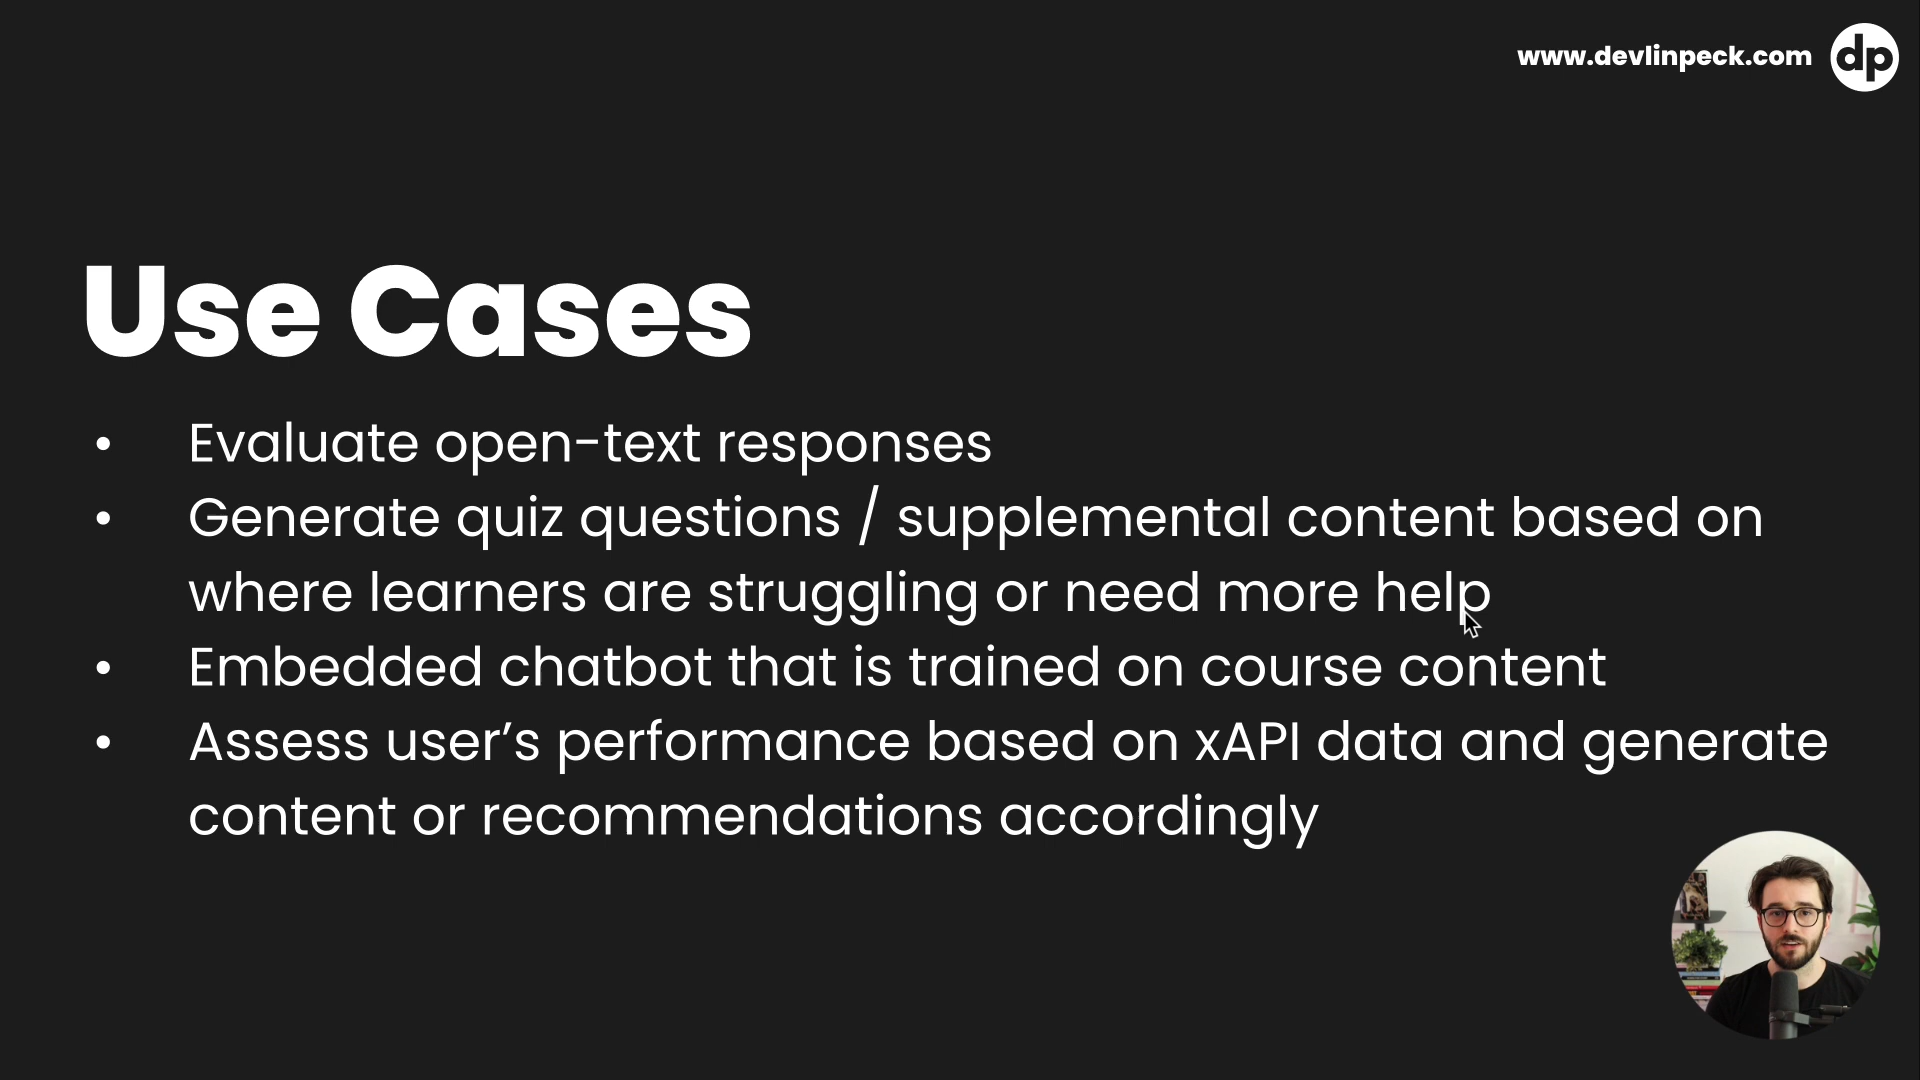 www.devlinpeck.com dp
Use Cases
• Evaluate open-text responses
• Generate quiz questions / supplemental content based on
where learners are struggling or need more help
• Embedded chatbot that is trained on course content
• Assess user’s performance based on xAPI data and generate
content or recommendations accordingly